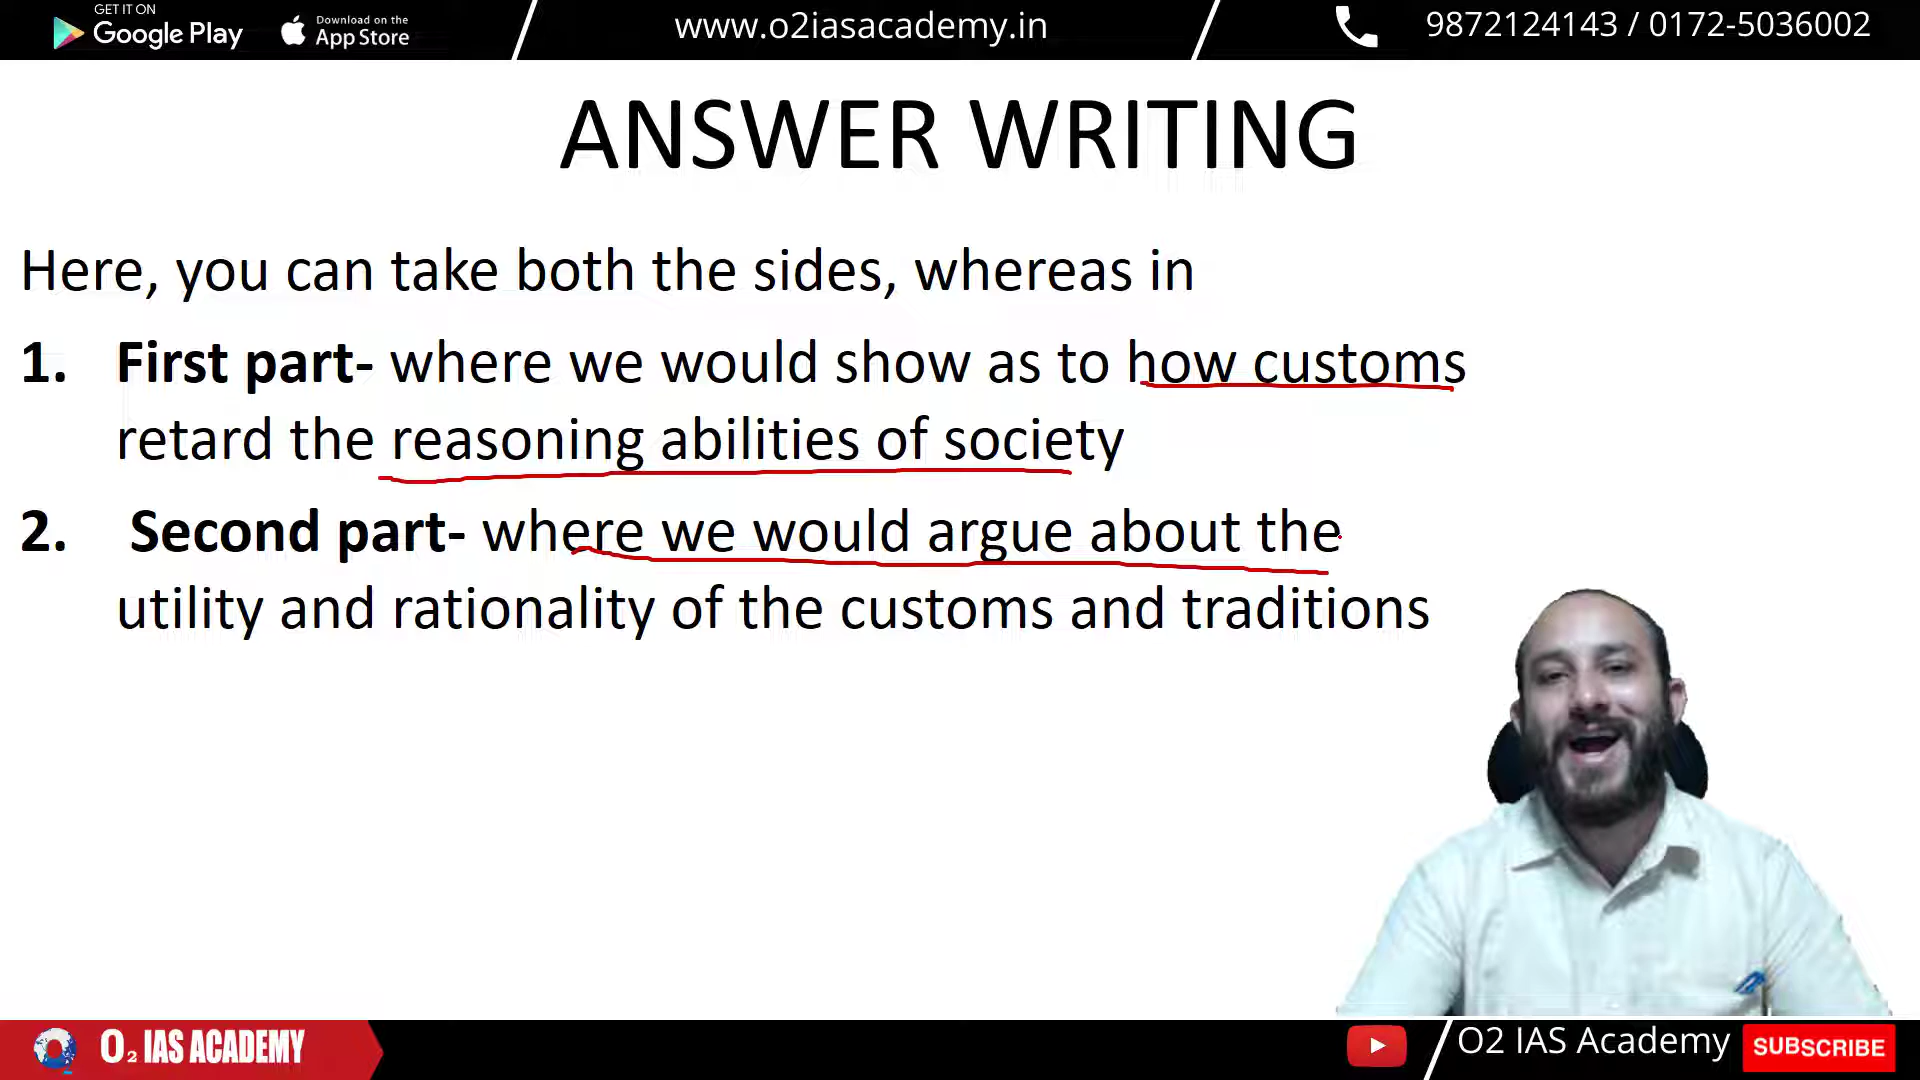 GET IT ON
Google Play
Download on the
App Store
www.o2iasacademy.in
9872124143 / 0172-5036002
ANSWER WRITING
Here, you can take both the sides, whereas in
1. First part- where we would show as to how customs
retard the reasoning abilities of society
2. Second part- where we would argue about the
utility and rationality of the customs and traditions
O2 IAS ACADEMY
O2 IAS Academy
SUBSCRIBE